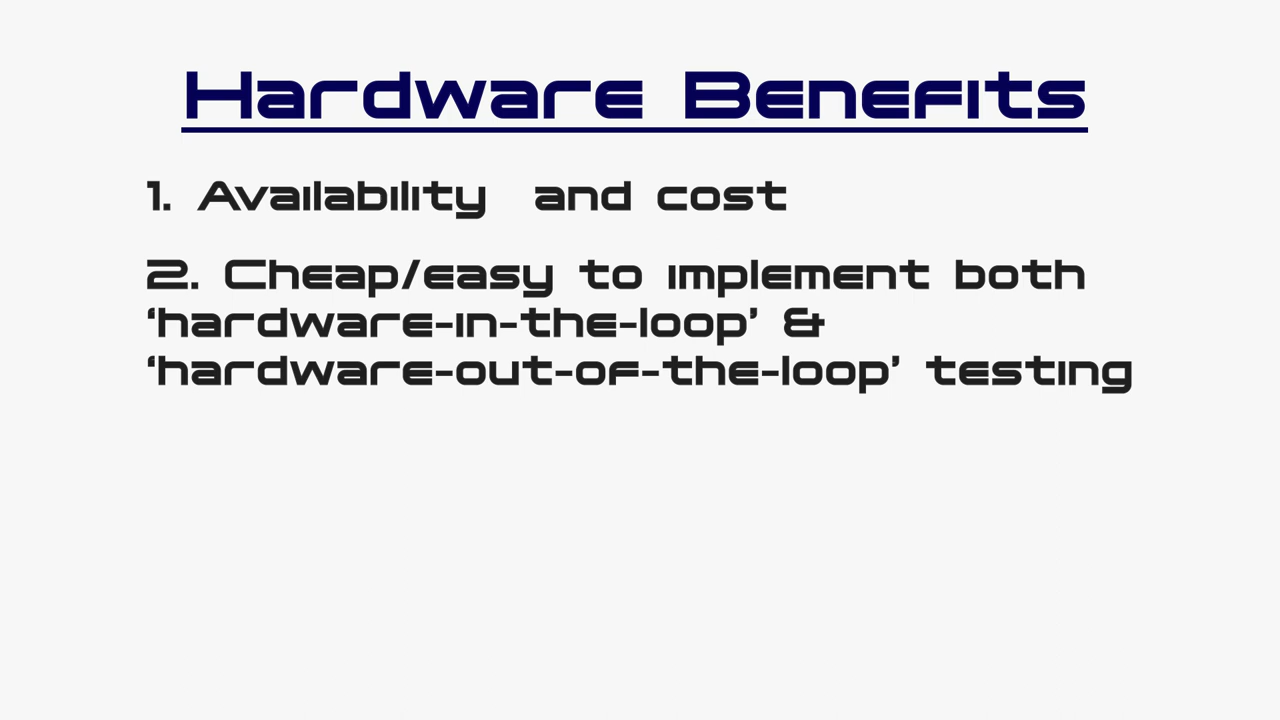 Hardware Benefits
1. Availability  and cost
2. Cheap/easy to implement both
‘hardware-in-the-loop’ &
‘hardware-out-of-the-loop’ testing